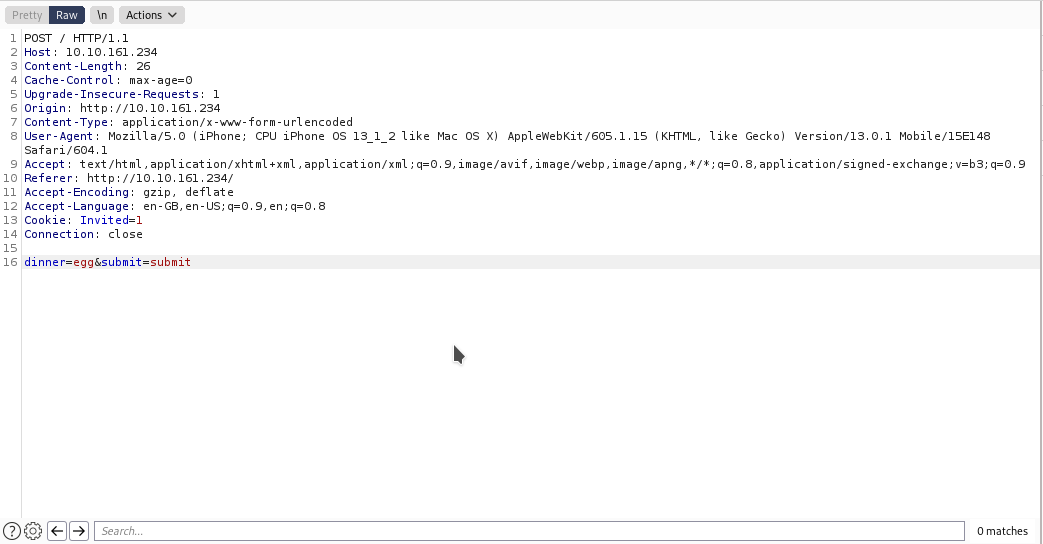 Pretty Raw \n Actions
1 POST / HTTP/1.1
2 Host: 10.10.161.234
3 Content-Length: 26
4 Cache-Control: max-age=0
5 Upgrade-Insecure-Requests: 1
6 Origin: http://10.10.161.234
7 Content-Type: application/x-www-form-urlencoded
8 User-Agent: Mozilla/5.0 (iPhone; CPU iPhone OS 13_1_2 like Mac OS X) AppleWebKit/605.1.15 (KHTML, like Gecko) Version/13.0.1 Mobile/15E148
Safari/604.1
9 Accept: text/html,application/xhtml+xml,application/xml;q=0.9,image/avif,image/webp,image/apng,*/*;q=0.8,application/signed-exchange;v=b3;q=0.9
10 Referer: http://10.10.161.234/
11 Accept-Encoding: gzip, deflate
12 Accept-Language: en-GB,en-US;q=0.9,en;q=0.8
13 Cookie: Invited=1
14 Connection: close
15
16 dinner=egg&submit=submit
? Search... 0 matches